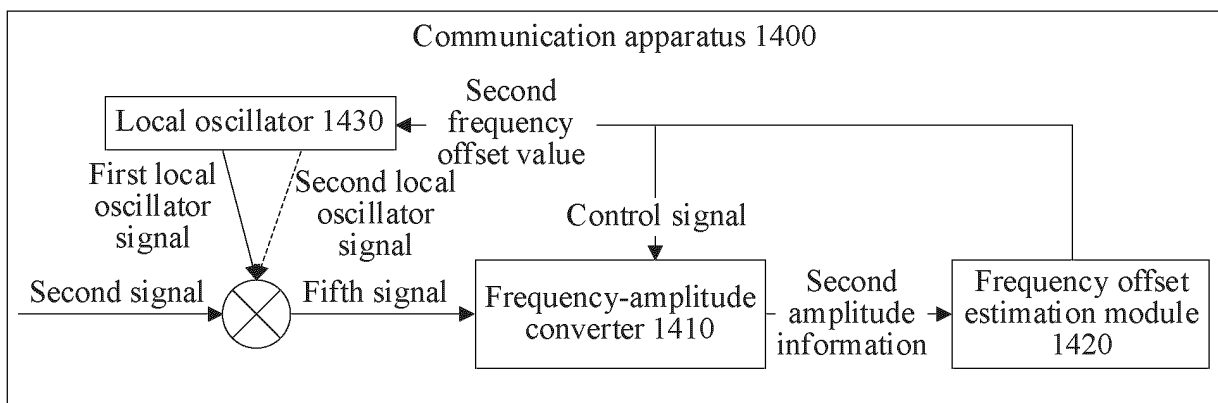 Communication apparatus 1400
Local oscillator 1430
Second
frequency
offset value
First local
oscillator
signal
Second local
oscillator
signal
Control signal
Second signal
Fifth signal
Frequency-amplitude
converter 1410
Second
amplitude
information
Frequency offset
estimation module
1420